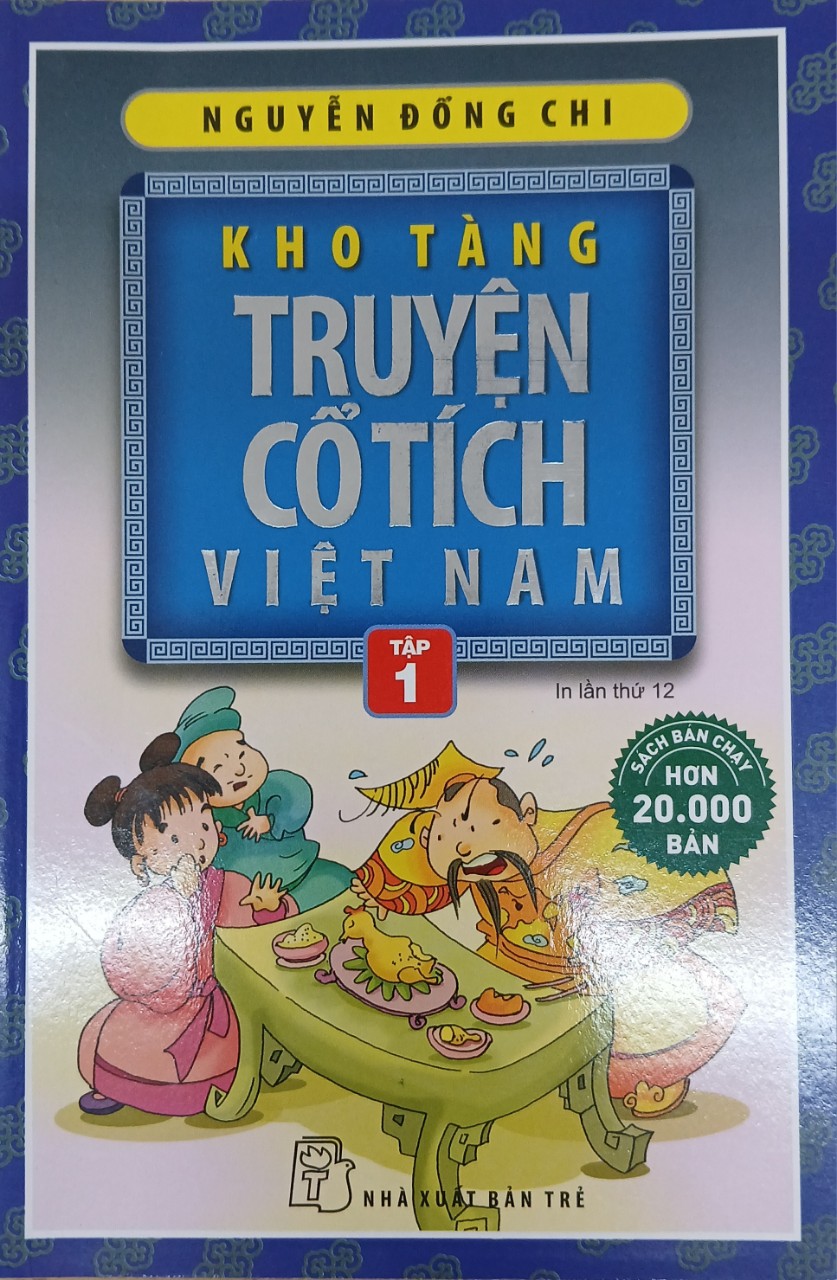 NGUYỄN ĐỔNG CHI
KHO TÀNG
TRUYỆN
CỔ TÍCH
VIỆT NAM
TẬP
1
In lần thứ 12
SÁCH BÁN CHẠY
HƠN
20.000
BẢN
NHÀ XUẤT BẢN TRẺ